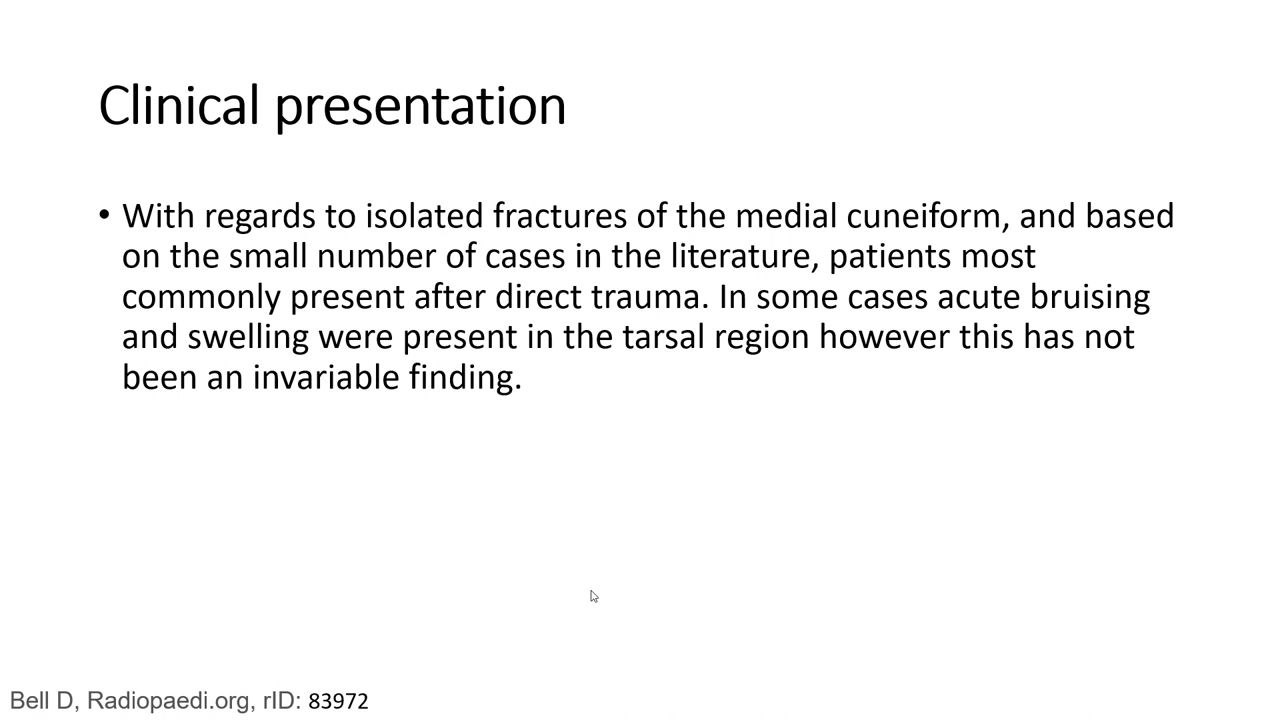 Clinical presentation
• With regards to isolated fractures of the medial cuneiform, and based
on the small number of cases in the literature, patients most
commonly present after direct trauma. In some cases acute bruising
and swelling were present in the tarsal region however this has not
been an invariable finding.
Bell D, Radiopaedi.org, rID: 83972